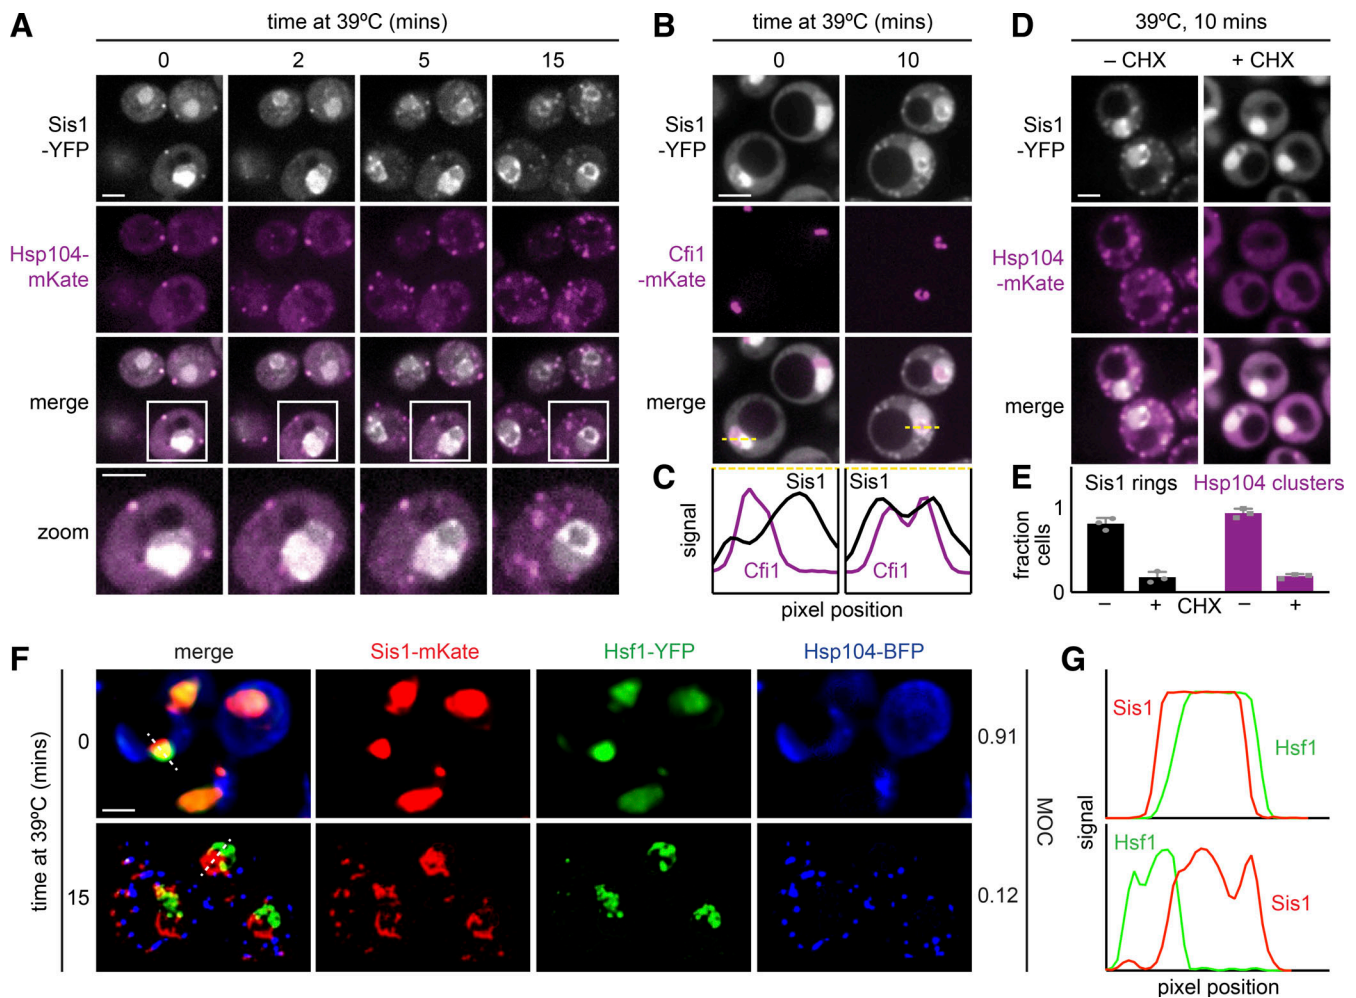 A
time at 39ºC (mins)
0 2 5 15
Sis1
-YFP
Hsp104-
mKate
merge
zoom
B
time at 39ºC (mins)
0 10
Sis1
-YFP
Cfi1
-mKate
merge
C
signal
Sis1
Cfi1
Sis1
Cfi1
pixel position
D
39ºC, 10 mins
– CHX + CHX
Sis1
-YFP
Hsp104
-mKate
merge
E
Sis1 rings Hsp104 clusters
fraction
cells
1
0
– + CHX – +
F
merge Sis1-mKate Hsf1-YFP Hsp104-BFP
time at 39ºC (mins)
0
15
0.91
0.12
MOC
G
Sis1
Hsf1
signal
Hsf1
Sis1
pixel position